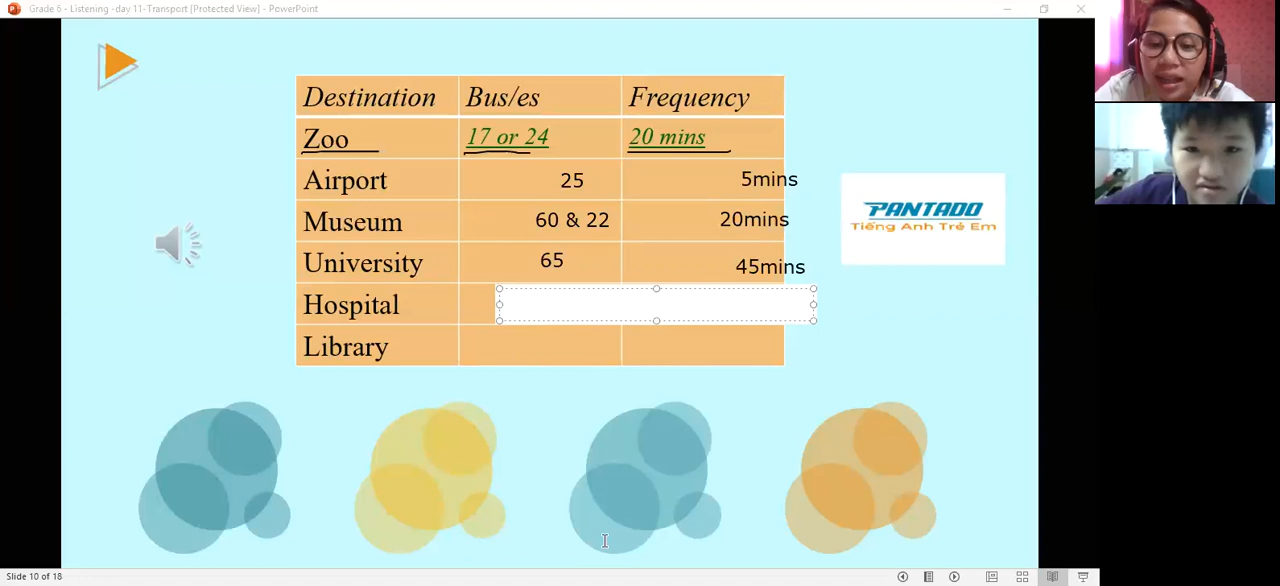 Grade 6 - Listening -day 11-Transport [Protected View] - PowerPoint
Destination Bus/es Frequency
Zoo 17 or 24 20 mins
Airport 25 5mins
Museum 60 & 22 20mins
University 65 45mins
Hospital
Library
PANTADO
Tiếng Anh Trẻ Em
Slide 10 of 18